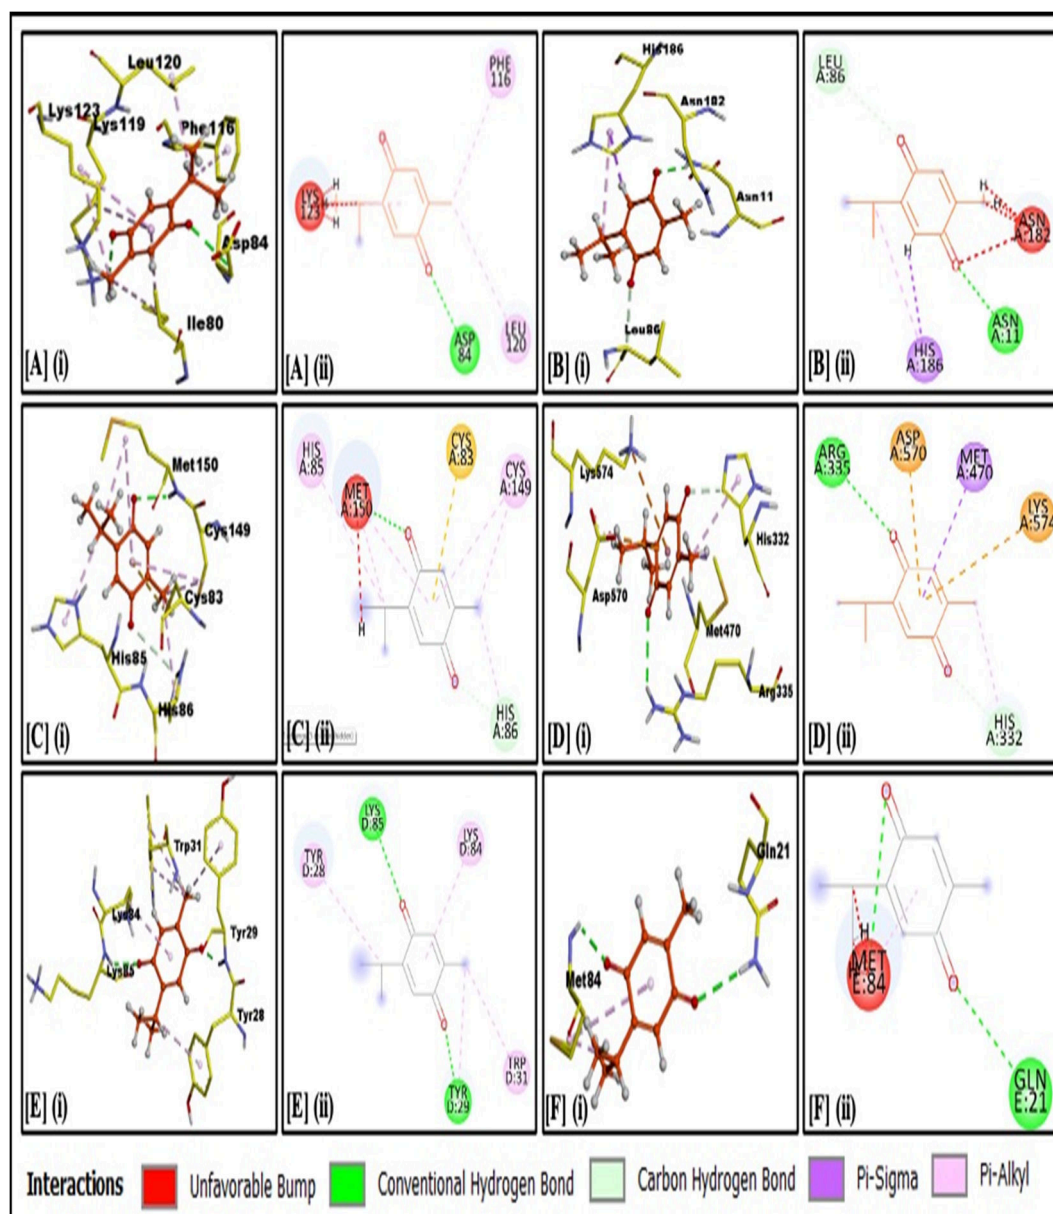 Leu120
Lys123
Lys119
Phe116
Asp84
Ile80
[A] (i)
PHE
116
LYS
123
H
H
H
O
O
ASP
84
LEU
120
[A] (ii)
His186
Asn182
Asn11
Leu86
[B] (i)
LEU
A:86
O
H
H
ASN
A:182
H
O
ASN
A:11
HIS
A:186
[B] (ii)
Met150
Cys149
Cys83
His85
His86
[C] (i)
HIS
A:85
CYS
A:83
CYS
A:149
MET
A:150
O
H
O
HIS
A:86
[C] (ii)
Lys574
His332
Asp570
Met470
Arg335
[D] (i)
ARG
A:335
ASP
A:570
MET
A:470
LYS
A:574
O
O
HIS
A:332
[D] (ii)
Trp31
Lys84
Tyr29
Lys85
Tyr28
[E] (i)
LYS
D:85
LYS
D:84
TYR
D:28
O
O
TYR
D:29
TRP
D:31
[E] (ii)
Gln21
Met84
[F] (i)
O
H
MET
E:84
O
GLN
E:21
[F] (ii)
Interactions Unfavorable Bump Conventional Hydrogen Bond Carbon Hydrogen Bond Pi-Sigma Pi-Alkyl